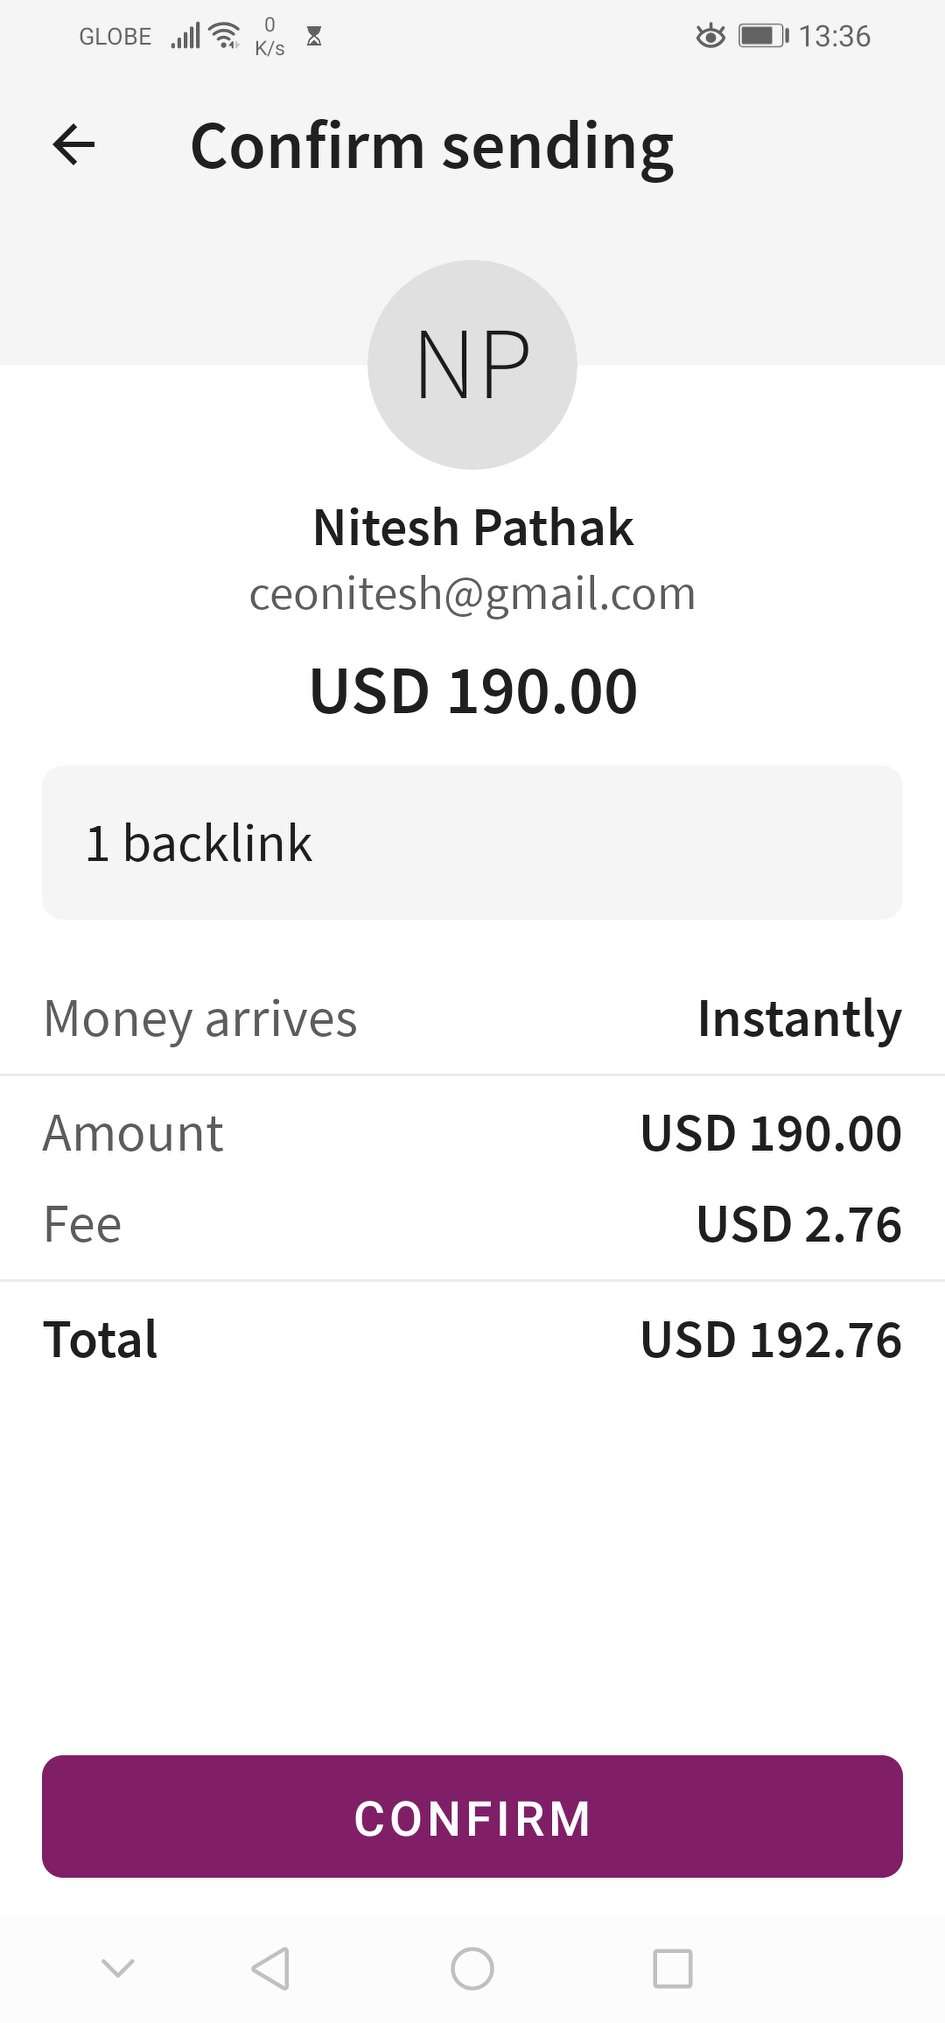 GLOBE 0 K/s 13:36
Confirm sending
NP
Nitesh Pathak
ceonitesh@gmail.com
USD 190.00
1 backlink
Money arrives Instantly
Amount USD 190.00
Fee USD 2.76
Total USD 192.76
CONFIRM